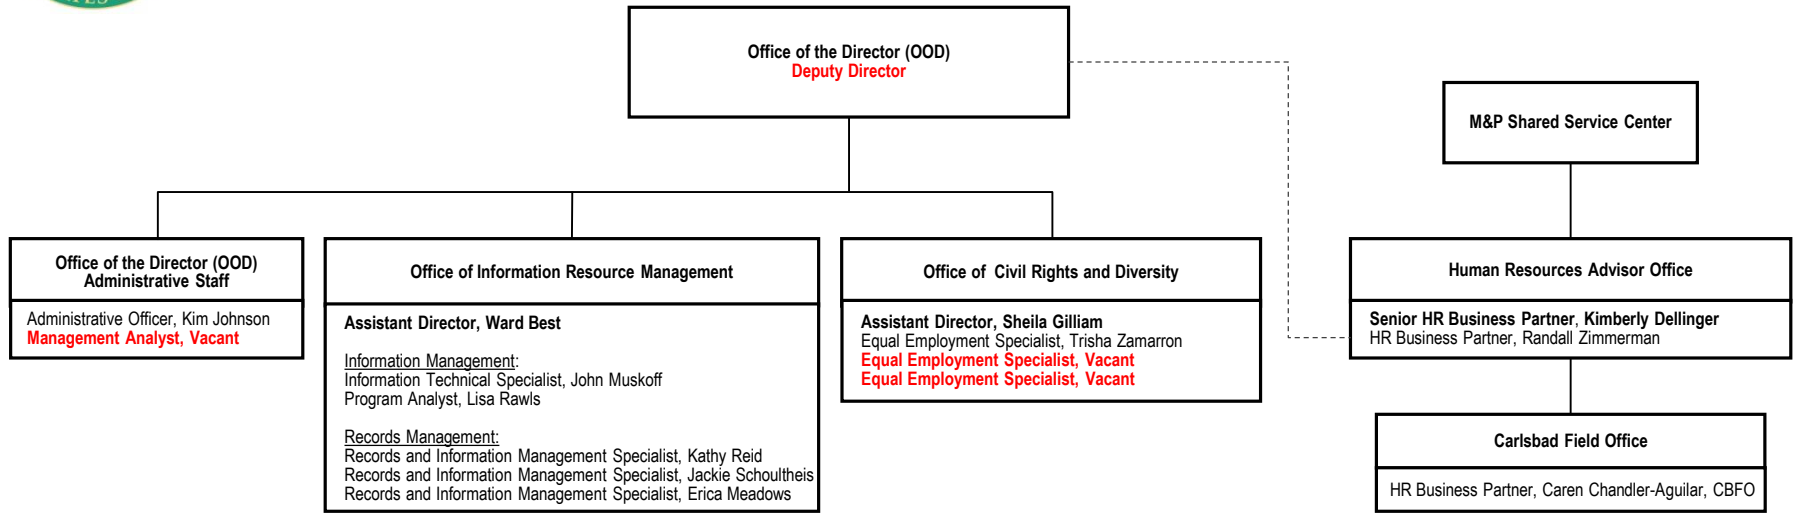 Office of the Director (OOD)
Deputy Director
M&P Shared Service Center
Office of the Director (OOD)
Administrative Staff
Administrative Officer, Kim Johnson
Management Analyst, Vacant
Office of Information Resource Management
Assistant Director, Ward Best
Information Management:
Information Technical Specialist, John Muskoff
Program Analyst, Lisa Rawls
Records Management:
Records and Information Management Specialist, Kathy Reid
Records and Information Management Specialist, Jackie Schoultheis
Records and Information Management Specialist, Erica Meadows
Office of Civil Rights and Diversity
Assistant Director, Sheila Gilliam
Equal Employment Specialist, Trisha Zamarron
Equal Employment Specialist, Vacant
Equal Employment Specialist, Vacant
Human Resources Advisor Office
Senior HR Business Partner, Kimberly Dellinger
HR Business Partner, Randall Zimmerman
Carlsbad Field Office
HR Business Partner, Caren Chandler-Aguilar, CBFO